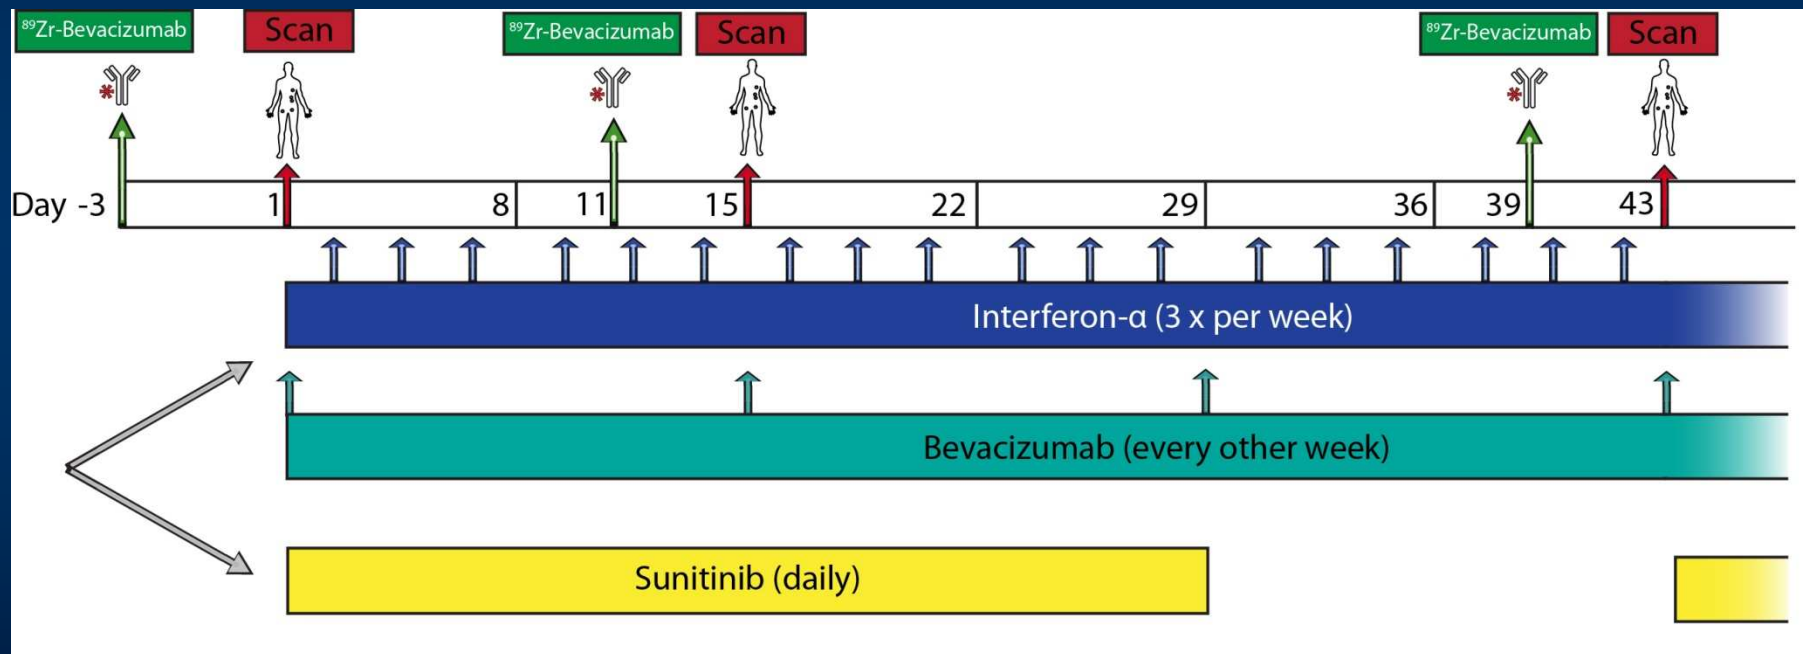 ⁸⁹Zr-Bevacizumab Scan ⁸⁹Zr-Bevacizumab Scan ⁸⁹Zr-Bevacizumab Scan
Day -3 1 8 11 15 22 29 36 39 43
Interferon-α (3 x per week)
Bevacizumab (every other week)
Sunitinib (daily)